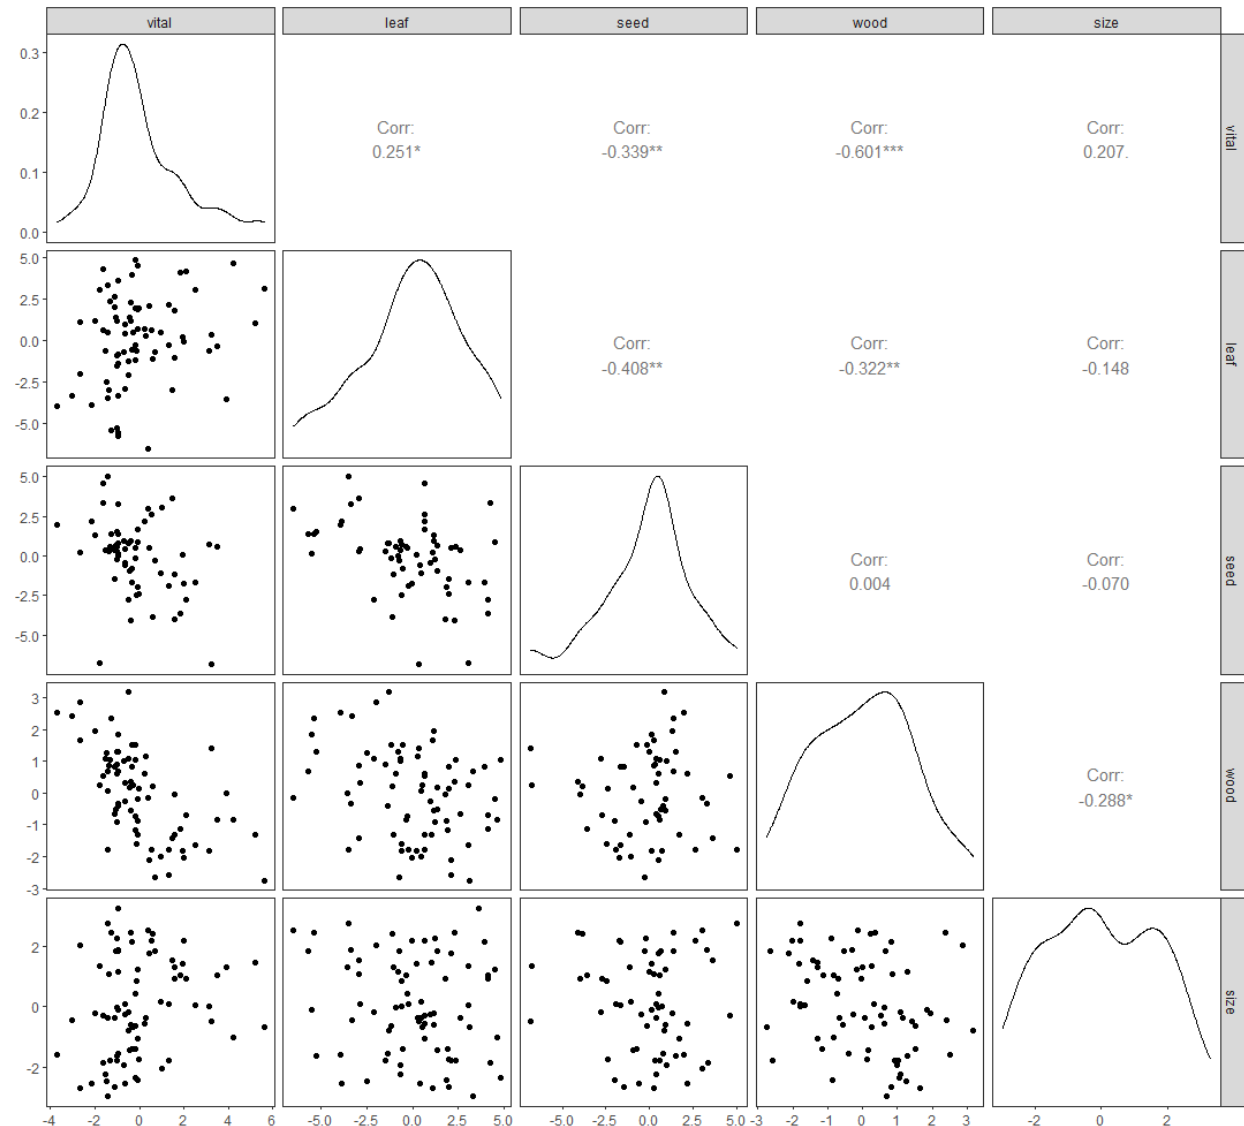 vital leaf seed wood size
0.3
0.2
0.1
0.0
Corr:
0.251*
Corr:
-0.339**
Corr:
-0.601***
Corr:
0.207.
vital
5.0
2.5
0.0
-2.5
-5.0
Corr:
-0.408**
Corr:
-0.322**
Corr:
-0.148
leaf
5.0
2.5
0.0
-2.5
-5.0
Corr:
0.004
Corr:
-0.070
seed
3
2
1
0
-1
-2
-3
Corr:
-0.288*
wood
2
0
-2
size
-4 -2 0 2 4 6 -5.0 -2.5 0.0 2.5 5.0 -5.0 -2.5 0.0 2.5 5.0 -3 -2 -1 0 1 2 3 -2 0 2